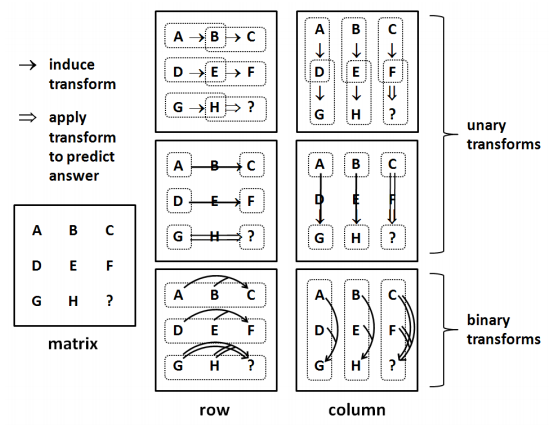 → induce
transform
⇒ apply
transform
to predict
answer
A B C
D E F
G H ?
matrix
A → B → C
D → E → F
G → H ⇒ ?
A B C
D E F
G H ?
A B C
D E F
G H ?
A B C
D E F
G H ?
unary
transforms
A B C
D E F
G H ?
A B C
D E F
G H ?
binary
transforms
row column